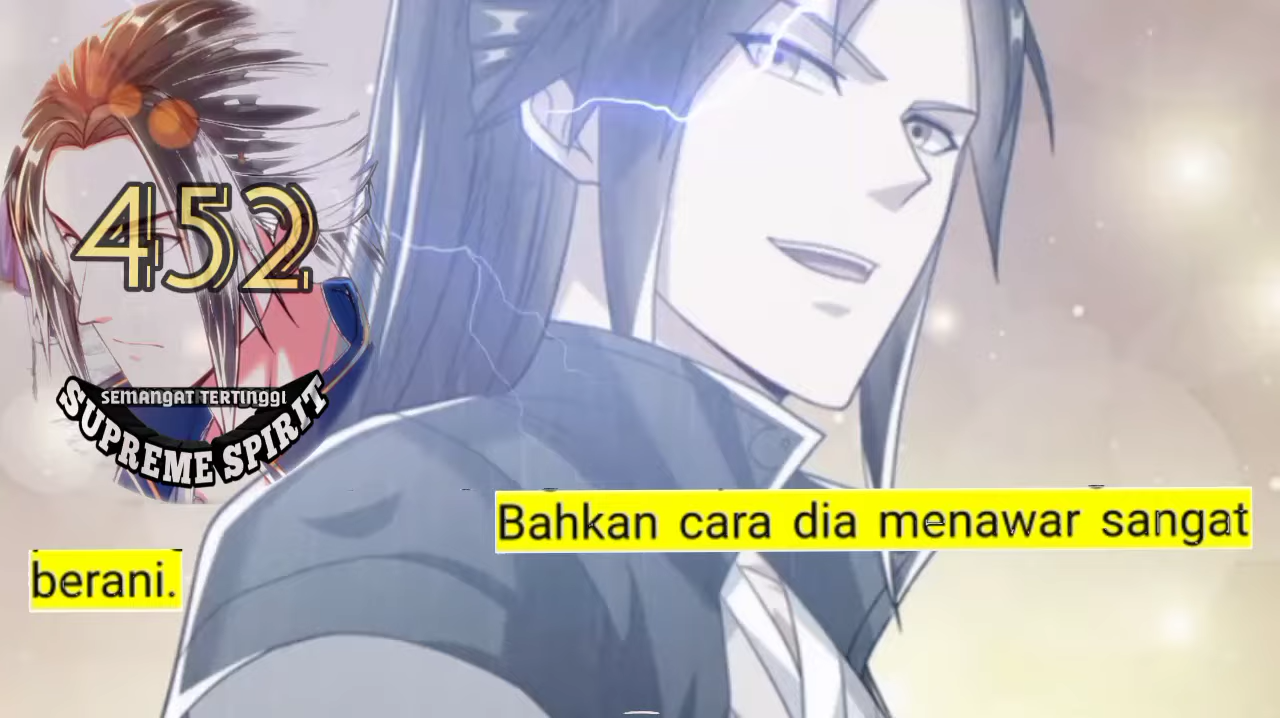 452
SEMANGAT TERTINGGI
SUPREME SPIRIT
Bahkan cara dia menawar sangat
berani.